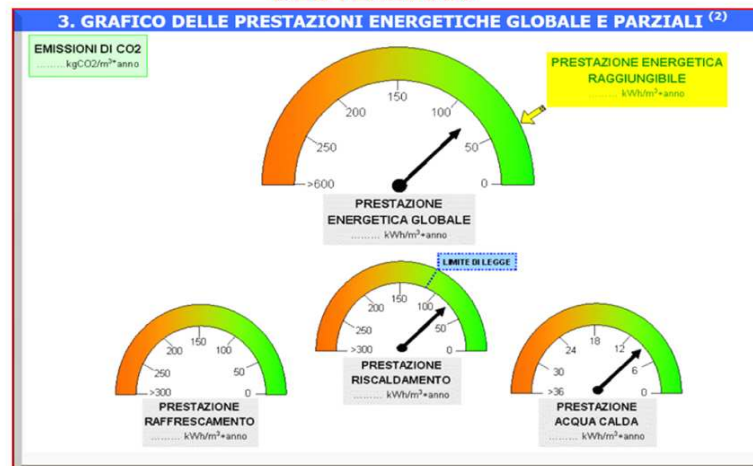 3. GRAFICO DELLE PRESTAZIONI ENERGETICHE GLOBALE E PARZIALI (2)
EMISSIONI DI CO2
......... kgCO2/m³*anno
PRESTAZIONE ENERGETICA
RAGGIUNGIBILE
......... kWh/m³*anno
>600
250
200
150
100
50
0
PRESTAZIONE
ENERGETICA GLOBALE
......... kWh/m³*anno
LIMITE DI LEGGE
>300
250
200
150
100
50
0
PRESTAZIONE
RAFFRESCAMENTO
......... kWh/m³*anno
>300
250
200
150
100
50
0
PRESTAZIONE
RISCALDAMENTO
......... kWh/m³*anno
>36
30
24
18
12
6
0
PRESTAZIONE
ACQUA CALDA
......... kWh/m³*anno